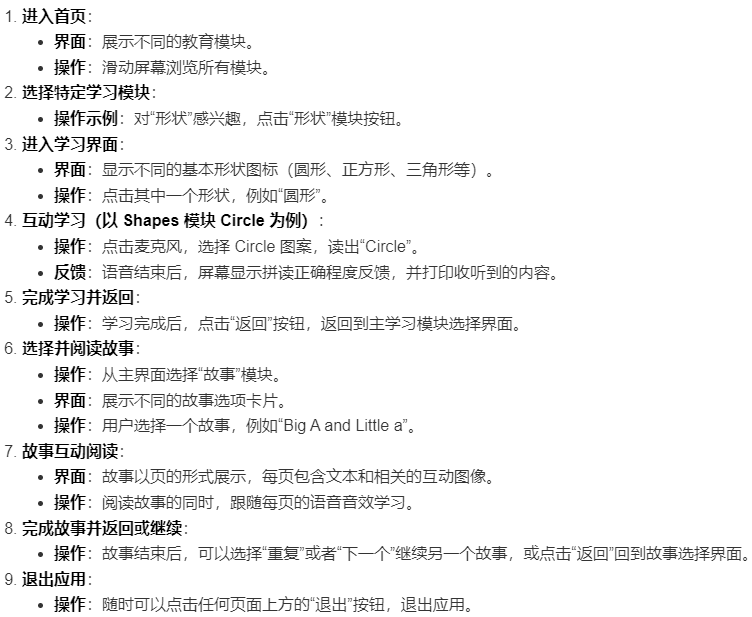 1. 进入首页：
• 界面：展示不同的教育模块。
• 操作：滑动屏幕浏览所有模块。
2. 选择特定学习模块：
• 操作示例：对“形状”感兴趣，点击“形状”模块按钮。
3. 进入学习界面：
• 界面：显示不同的基本形状图标（圆形、正方形、三角形等）。
• 操作：点击其中一个形状，例如“圆形”。
4. 互动学习（以 Shapes 模块 Circle 为例）：
• 操作：点击麦克风，选择 Circle 图案，读出“Circle”。
• 反馈：语音结束后，屏幕显示拼读正确程度反馈，并打印收听到的内容。
5. 完成学习并返回：
• 操作：学习完成后，点击“返回”按钮，返回到主学习模块选择界面。
6. 选择并阅读故事：
• 操作：从主界面选择“故事”模块。
• 界面：展示不同的故事选项卡片。
• 操作：用户选择一个故事，例如“Big A and Little a”。
7. 故事互动阅读：
• 界面：故事以页的形式展示，每页包含文本和相关的互动图像。
• 操作：阅读故事的同时，跟随每页的语音音效学习。
8. 完成故事并返回或继续：
• 操作：故事结束后，可以选择“重复”或者“下一个”继续另一个故事，或点击“返回”回到故事选择界面。
9. 退出应用：
• 操作：随时可以点击任何页面上方的“退出”按钮，退出应用。